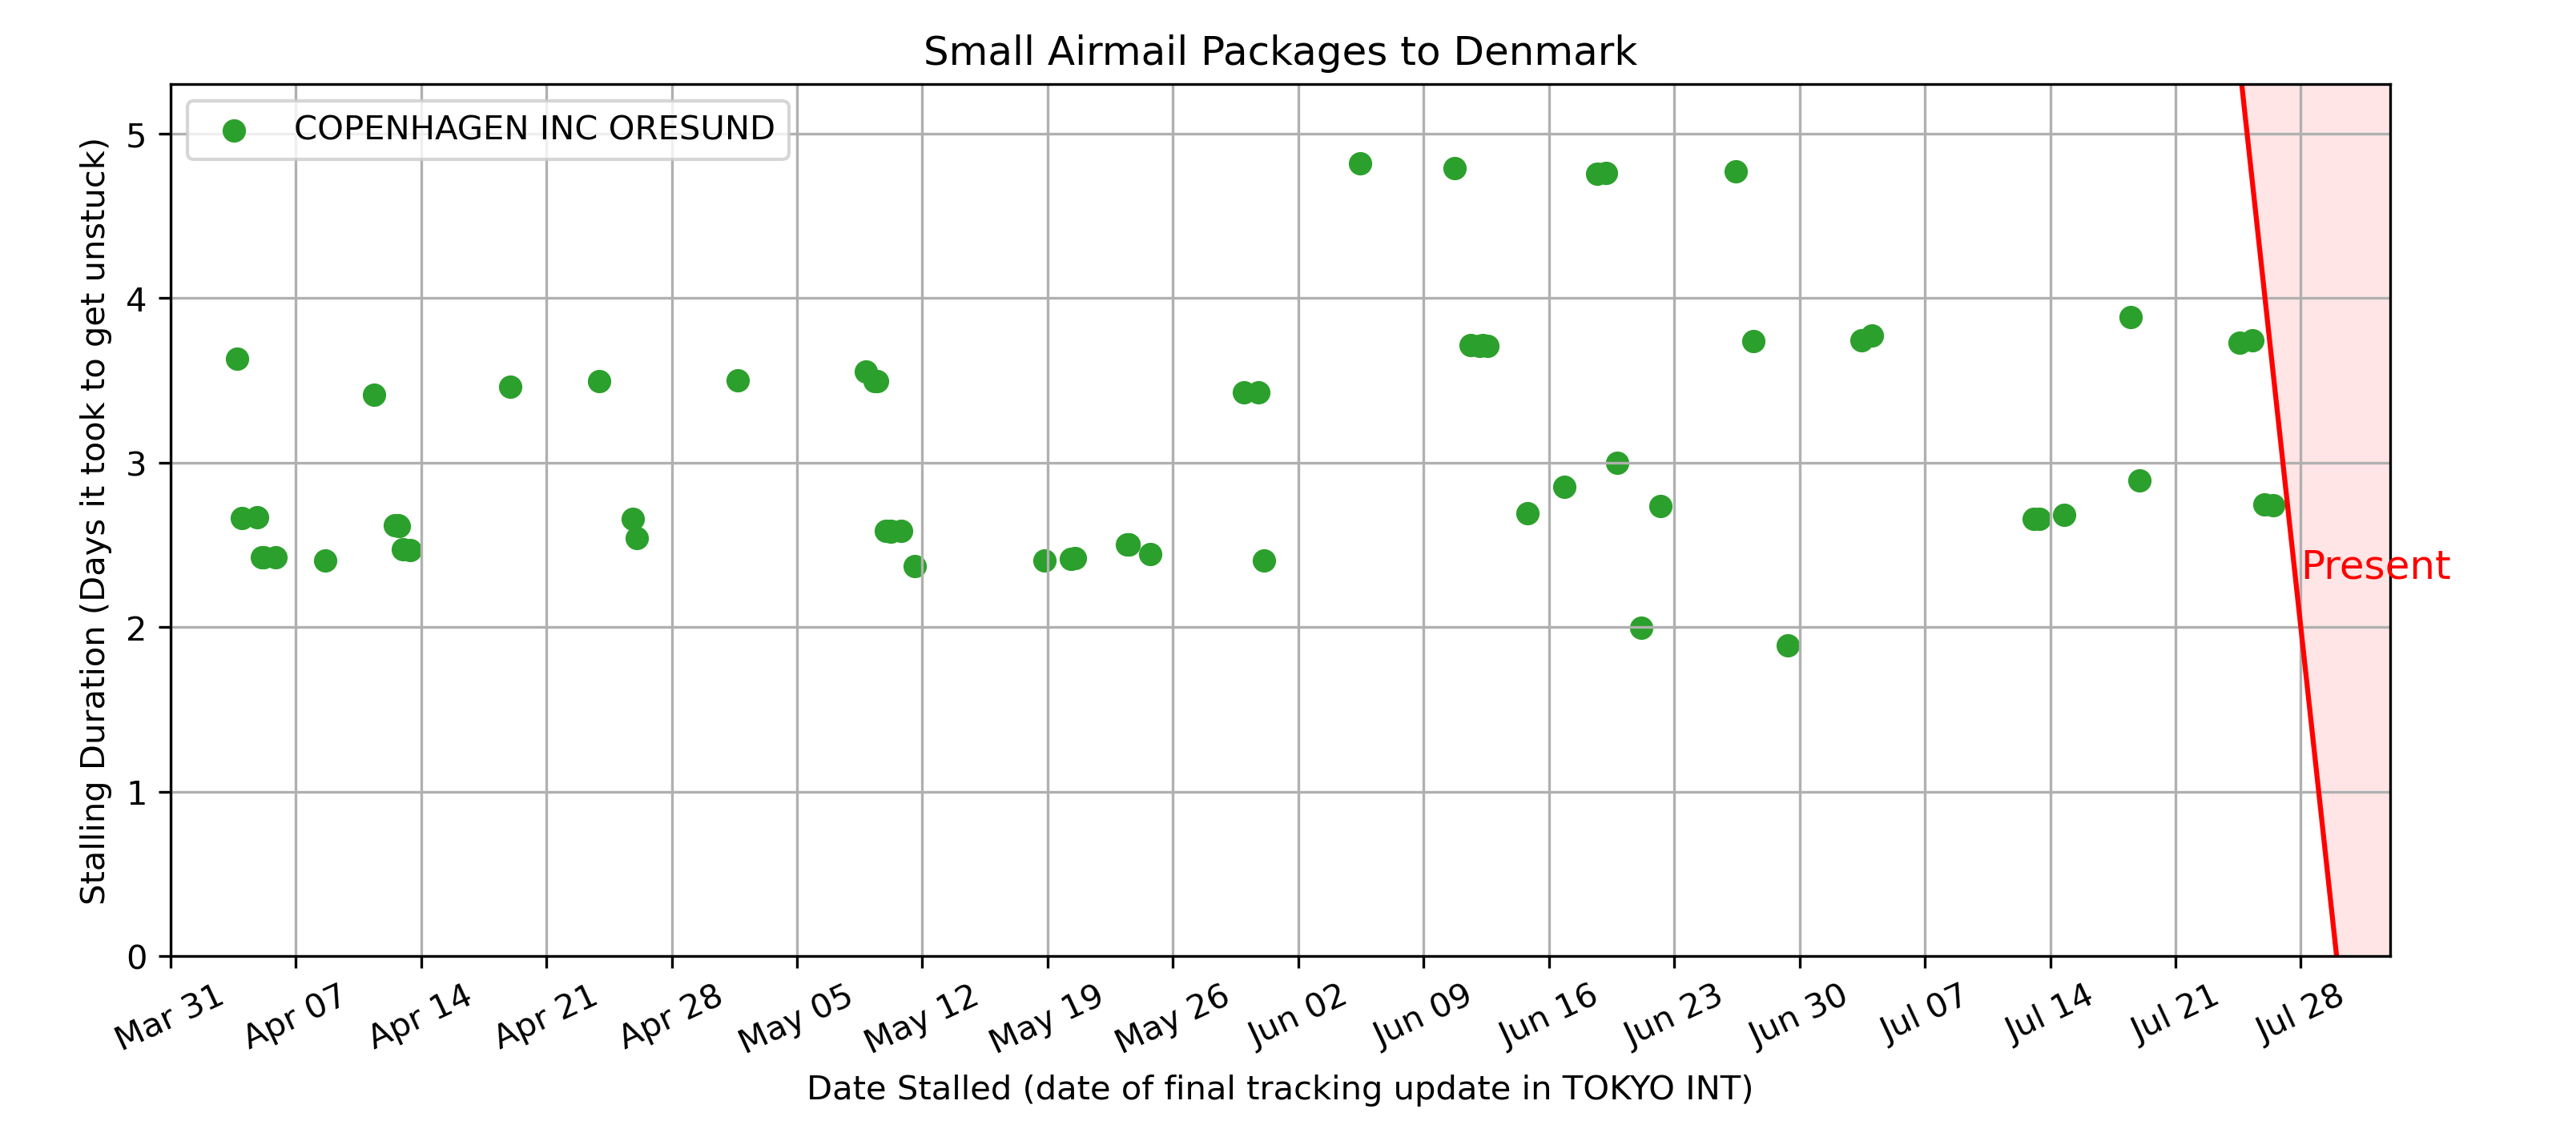 Small Airmail Packages to Denmark
COPENHAGEN INC ORESUND
Stalling Duration (Days it took to get unstuck)
5
4
3
2
1
0
Present
Mar 31
Apr 07
Apr 14
Apr 21
Apr 28
May 05
May 12
May 19
May 26
Jun 02
Jun 09
Jun 16
Jun 23
Jun 30
Jul 07
Jul 14
Jul 21
Jul 28
Date Stalled (date of final tracking update in TOKYO INT)